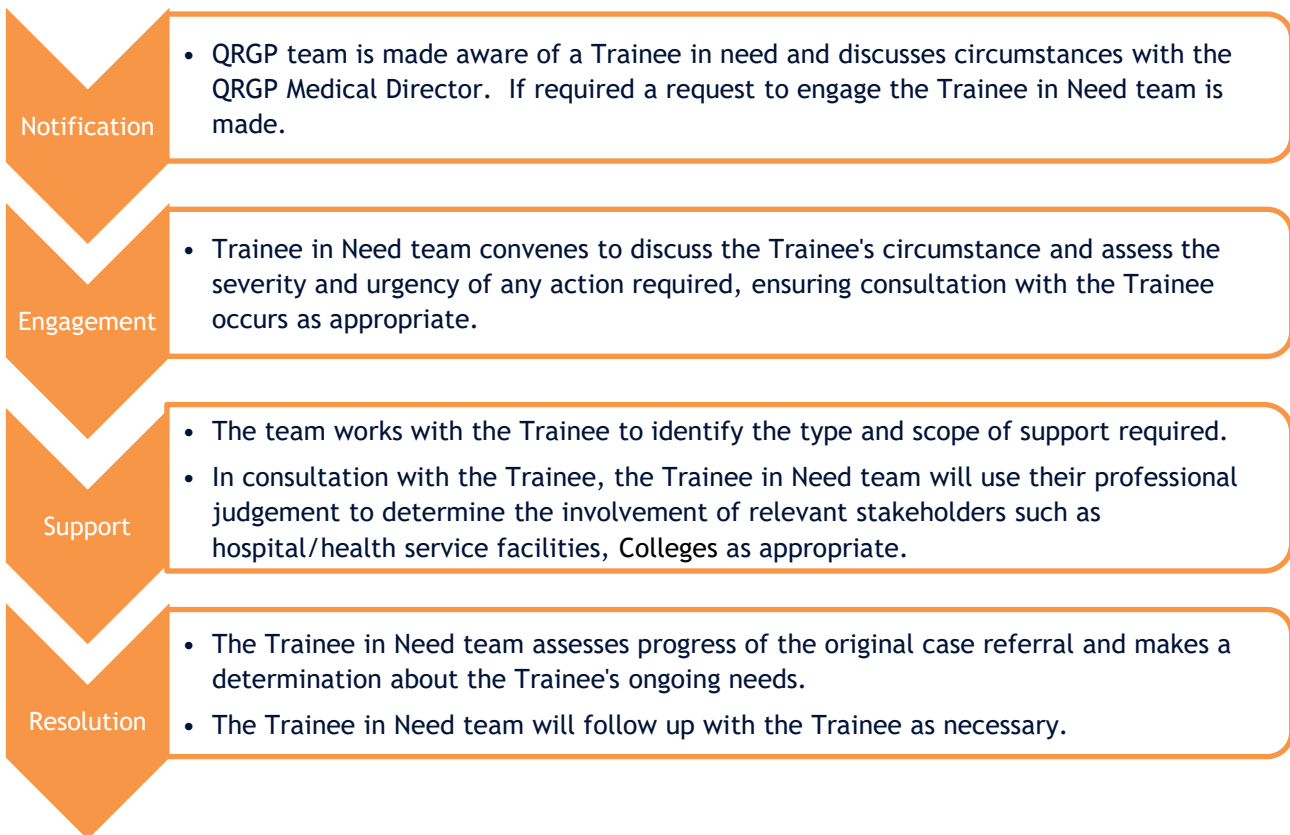 Notification
• QRGP team is made aware of a Trainee in need and discusses circumstances with the
QRGP Medical Director.  If required a request to engage the Trainee in Need team is
made.
Engagement
• Trainee in Need team convenes to discuss the Trainee's circumstance and assess the
severity and urgency of any action required, ensuring consultation with the Trainee
occurs as appropriate.
Support
• The team works with the Trainee to identify the type and scope of support required.
• In consultation with the Trainee, the Trainee in Need team will use their professional
judgement to determine the involvement of relevant stakeholders such as
hospital/health service facilities, Colleges as appropriate.
Resolution
• The Trainee in Need team assesses progress of the original case referral and makes a
determination about the Trainee's ongoing needs.
• The Trainee in Need team will follow up with the Trainee as necessary.